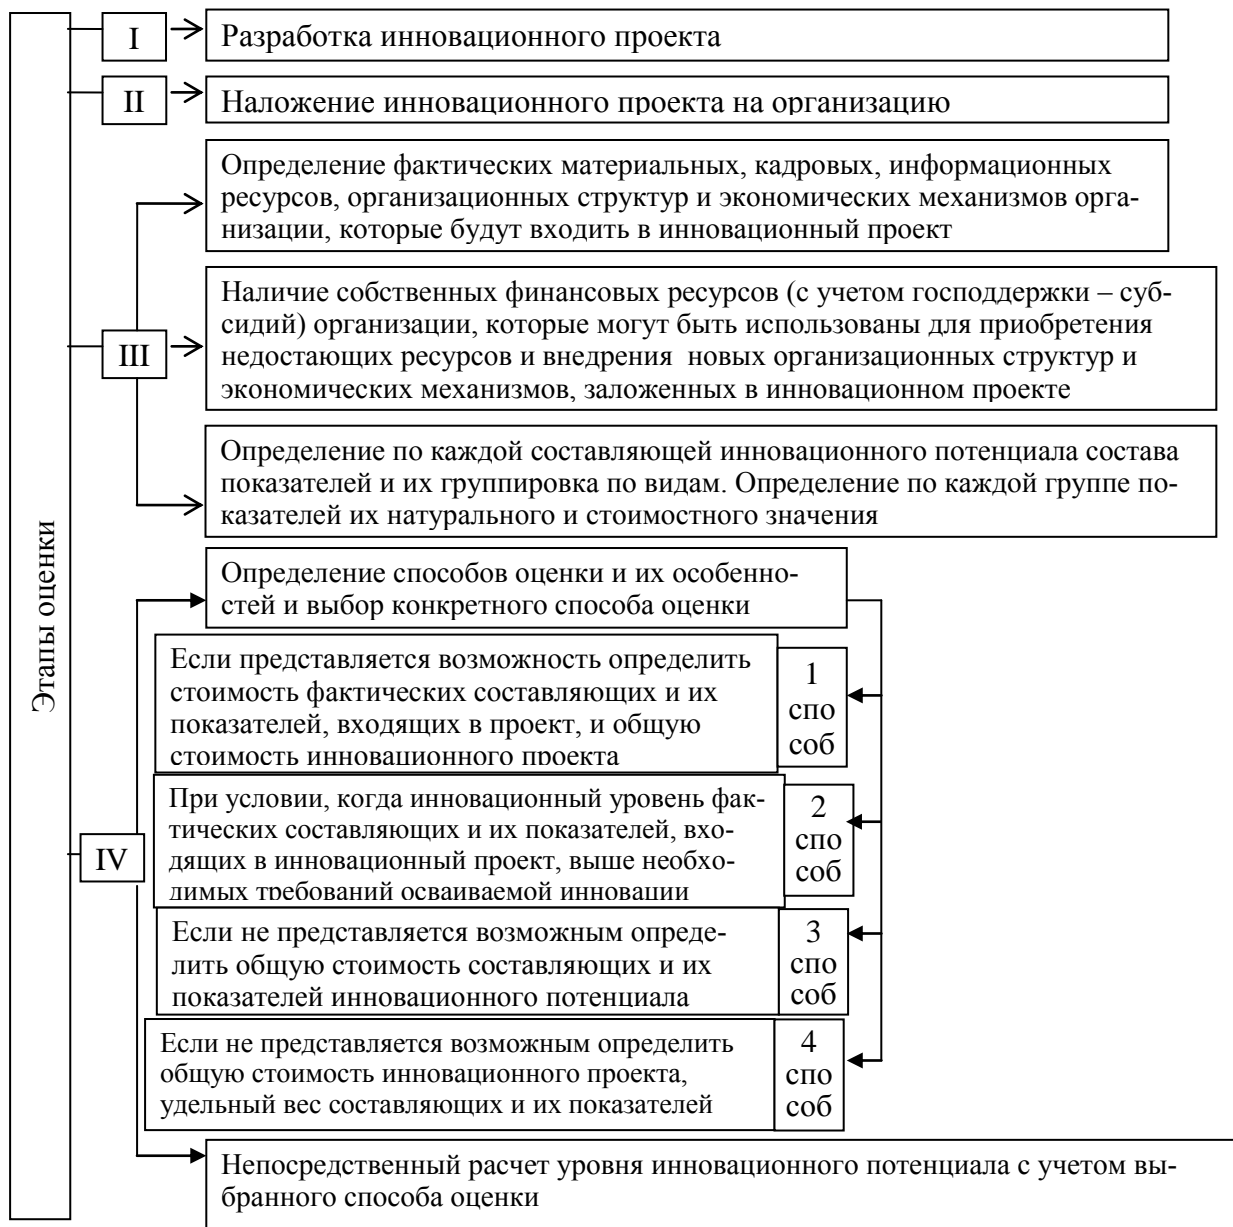 Этапы оценки
I
Разработка инновационного проекта
II
Наложение инновационного проекта на организацию
III
Определение фактических материальных, кадровых, информационных
ресурсов, организационных структур и экономических механизмов орга-
низации, которые будут входить в инновационный проект
Наличие собственных финансовых ресурсов (с учетом господдержки – суб-
сидий) организации, которые могут быть использованы для приобретения
недостающих ресурсов и внедрения новых организационных структур и
экономических механизмов, заложенных в инновационном проекте
Определение по каждой составляющей инновационного потенциала состава
показателей и их группировка по видам. Определение по каждой группе по-
казателей их натурального и стоимостного значения
IV
Определение способов оценки и их особенно-
стей и выбор конкретного способа оценки
Если представляется возможность определить
стоимость фактических составляющих и их
показателей, входящих в проект, и общую
стоимость инновационного проекта
1
спо
соб
При условии, когда инновационный уровень фак-
тических составляющих и их показателей, вхо-
дящих в инновационный проект, выше необхо-
димых требований осваиваемой инновации
2
спо
соб
Если не представляется возможным опреде-
лить общую стоимость составляющих и их
показателей инновационного потенциала
3
спо
соб
Если не представляется возможным определить
общую стоимость инновационного проекта,
удельный вес составляющих и их показателей
4
спо
соб
Непосредственный расчет уровня инновационного потенциала с учетом вы-
бранного способа оценки